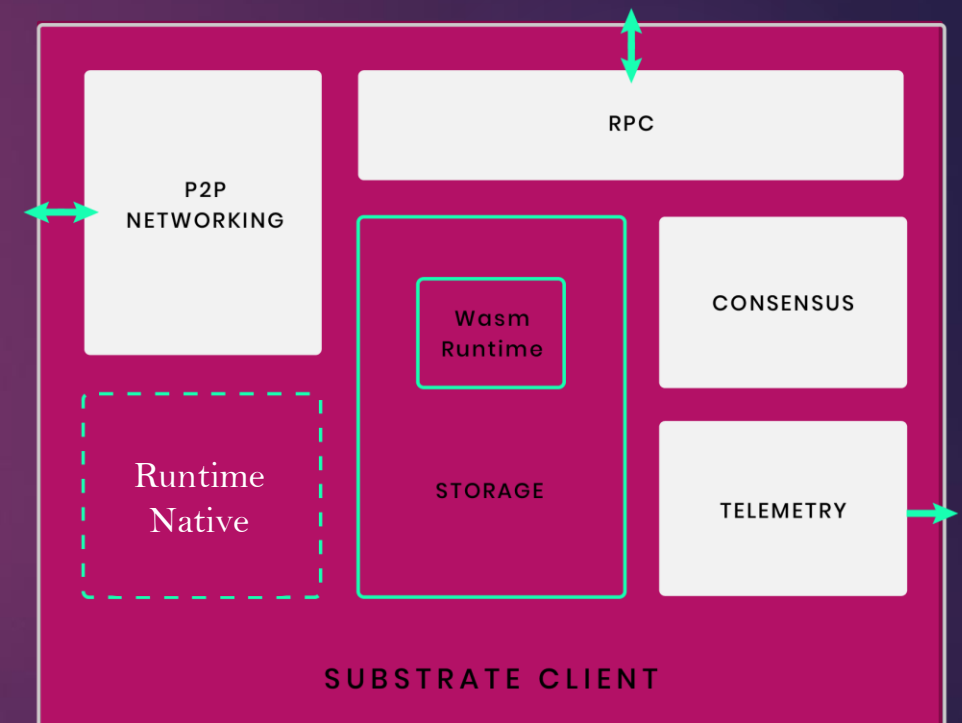 RPC
P2P
NETWORKING
Wasm
Runtime
CONSENSUS
Runtime
Native
STORAGE
TELEMETRY
SUBSTRATE CLIENT